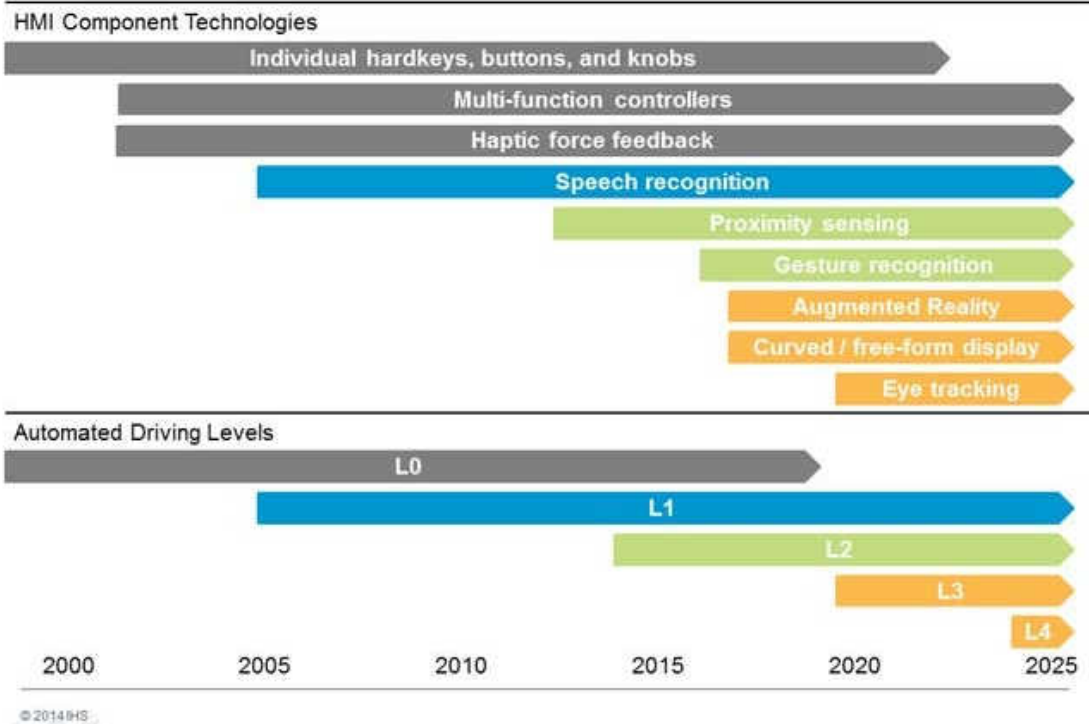 HMI Component Technologies
Individual hardkeys, buttons, and knobs
Multi-function controllers
Haptic force feedback
Speech recognition
Proximity sensing
Gesture recognition
Augmented Reality
Curved / free-form display
Eye tracking
Automated Driving Levels
L0
L1
L2
L3
L4
2000 2005 2010 2015 2020 2025
© 2014 IHS